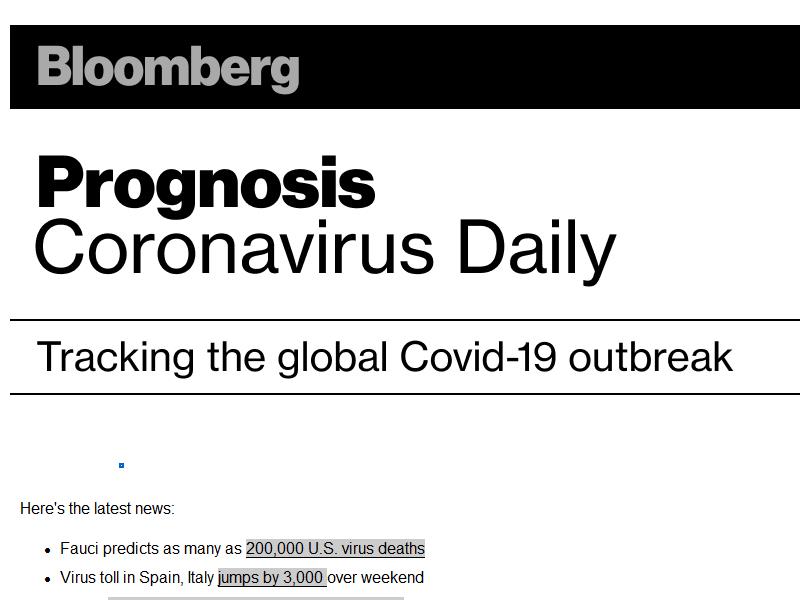 Bloomberg
Prognosis
Coronavirus Daily
Tracking the global Covid-19 outbreak
Here's the latest news:
• Fauci predicts as many as 200,000 U.S. virus deaths
• Virus toll in Spain, Italy jumps by 3,000 over weekend